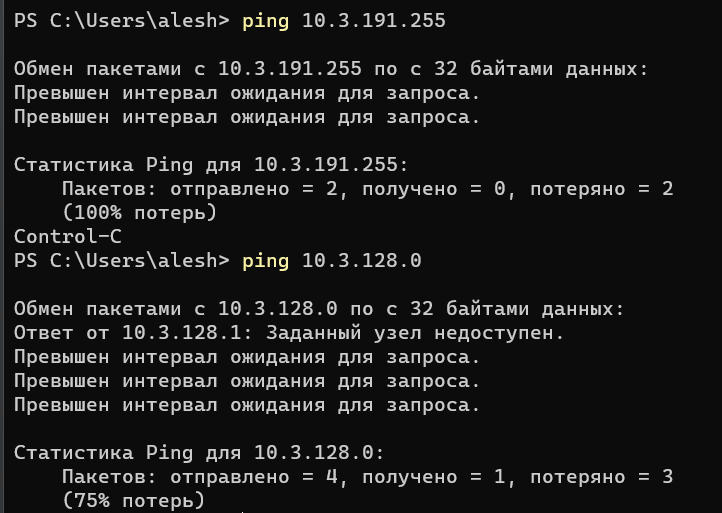 PS C:\Users\alesh> ping 10.3.191.255
Обмен пакетами с 10.3.191.255 по с 32 байтами данных:
Превышен интервал ожидания для запроса.
Превышен интервал ожидания для запроса.
Статистика Ping для 10.3.191.255:
    Пакетов: отправлено = 2, получено = 0, потеряно = 2
    (100% потерь)
Control-C
PS C:\Users\alesh> ping 10.3.128.0
Обмен пакетами с 10.3.128.0 по с 32 байтами данных:
Ответ от 10.3.128.1: Заданный узел недоступен.
Превышен интервал ожидания для запроса.
Превышен интервал ожидания для запроса.
Превышен интервал ожидания для запроса.
Статистика Ping для 10.3.128.0:
    Пакетов: отправлено = 4, получено = 1, потеряно = 3
    (75% потерь)